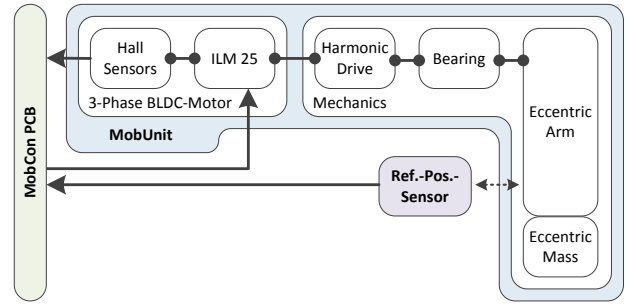 MobCon PCB
Hall
Sensors
ILM 25
3-Phase BLDC-Motor
MobUnit
Harmonic
Drive
Bearing
Mechanics
Eccentric
Arm
Eccentric
Mass
Ref.-Pos.-
Sensor